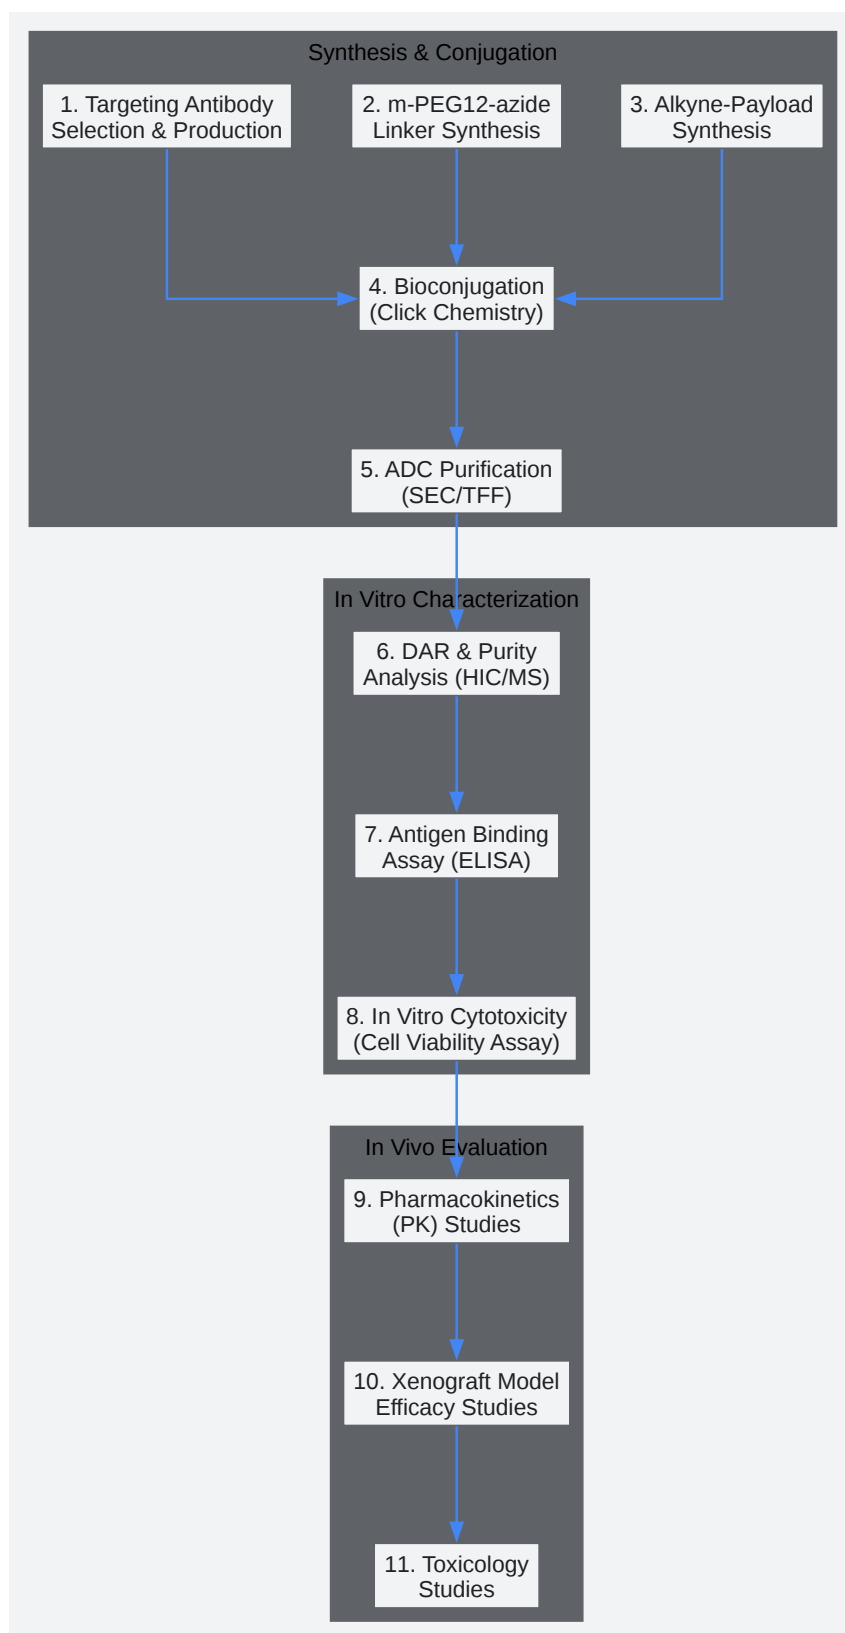 Synthesis & Conjugation
1. Targeting Antibody
Selection & Production
2. m-PEG12-azide
Linker Synthesis
3. Alkyne-Payload
Synthesis
4. Bioconjugation
(Click Chemistry)
5. ADC Purification
(SEC/TFF)
In Vitro Characterization
6. DAR & Purity
Analysis (HIC/MS)
7. Antigen Binding
Assay (ELISA)
8. In Vitro Cytotoxicity
(Cell Viability Assay)
In Vivo Evaluation
9. Pharmacokinetics
(PK) Studies
10. Xenograft Model
Efficacy Studies
11. Toxicology
Studies